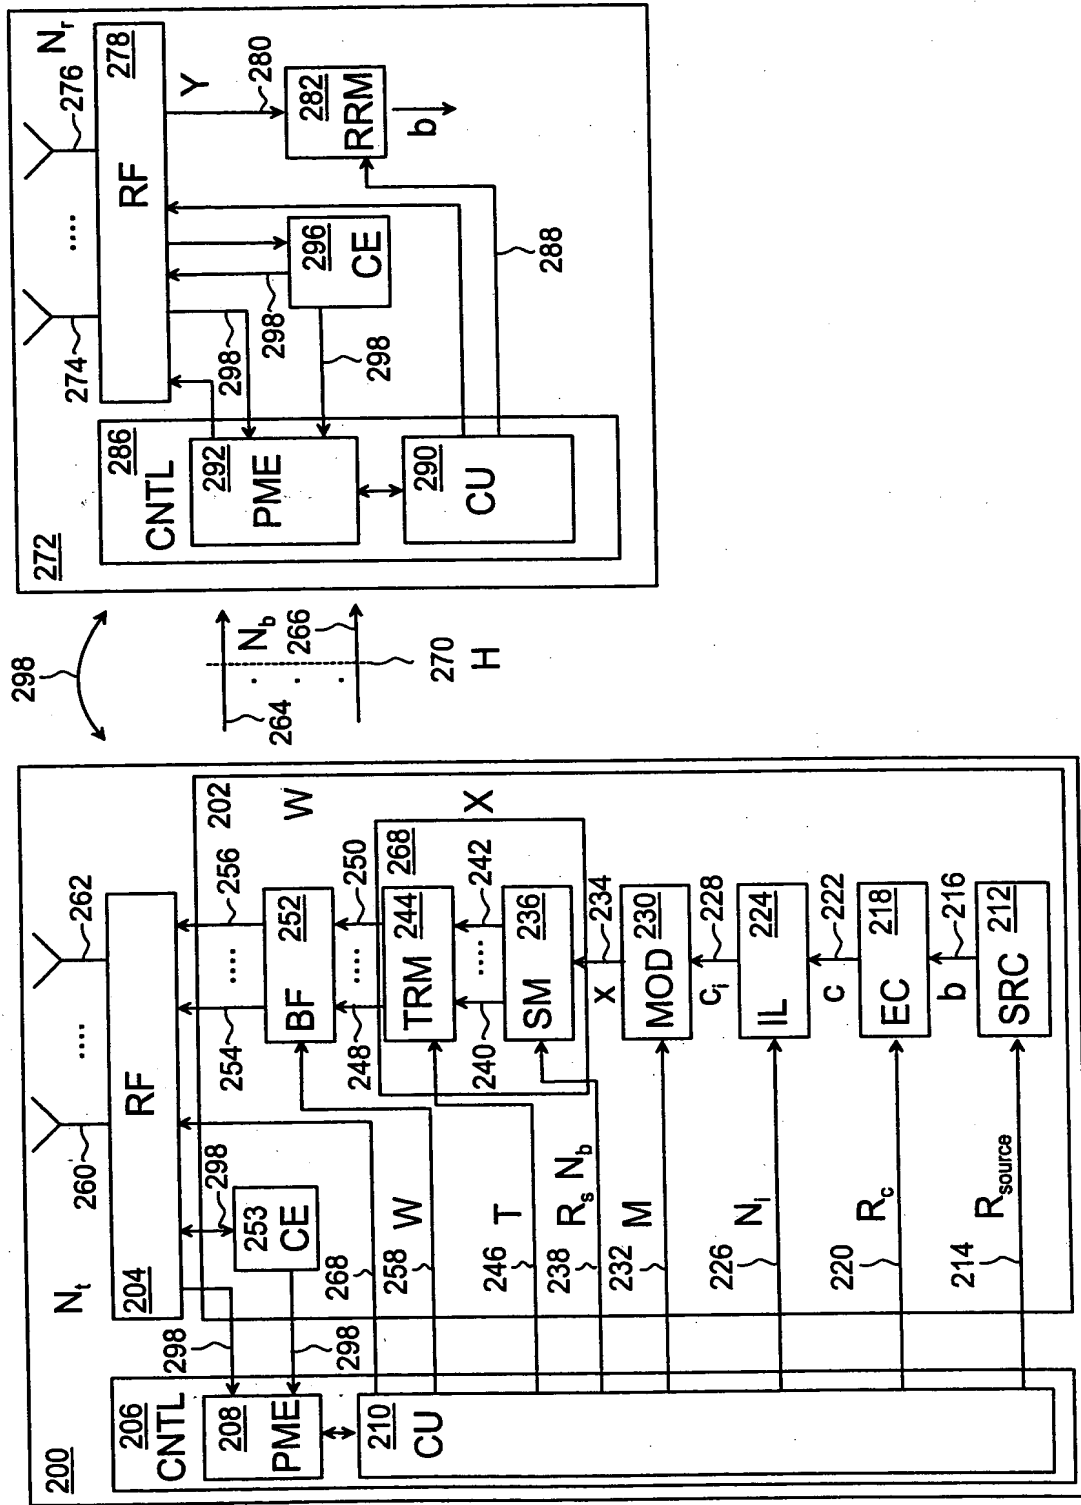 200
206
CNTL
208
PME
210
CU
N_t
204
RF
260
....
262
298
298
298
253
CE
268
W
258
T
246
R_s N_b
238
M
232
N_i
226
R_c
220
R_source
214
202
W
254
....
256
BF
252
248
....
250
268
X
TRM
244
240
....
242
SM
236
x
234
MOD
230
c_i
228
IL
224
c
222
EC
218
b
216
SRC
212
298
264
N_b
266
...
270
H
272
286
CNTL
292
PME
290
CU
274
....
276
N_r
RF
278
298
298
298
296
CE
Y
280
282
RRM
b
288